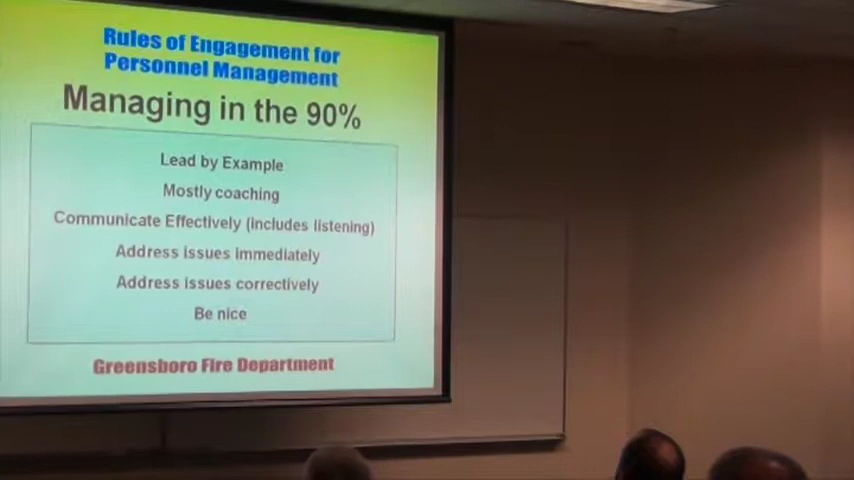 Rules of Engagement for
Personnel Management
Managing in the 90%
Lead by Example
Mostly coaching
Communicate Effectively (includes listening)
Address issues immediately
Address issues correctively
Be nice
Greensboro Fire Department